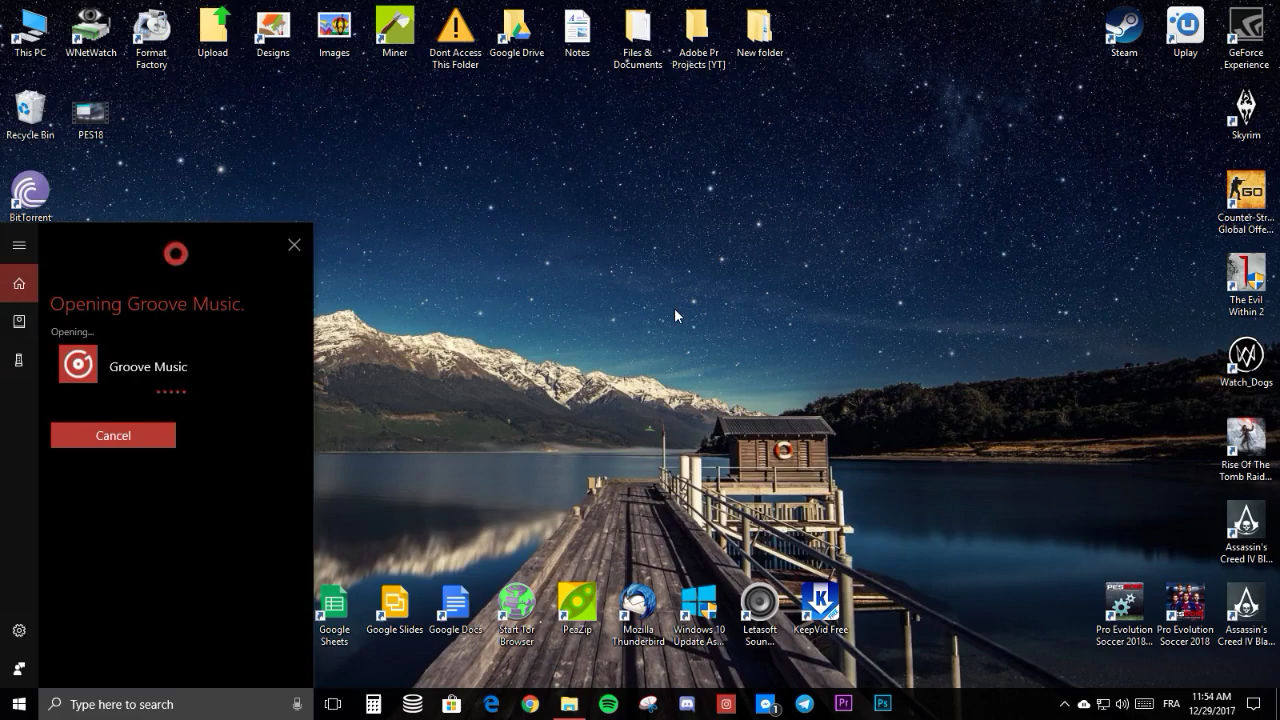 This PC
WNetWatch
Format
Factory
Upload
Designs
Images
Miner
Dont Access
This Folder
Google Drive
Notes
Files &
Documents
Adobe Pr
Projects [YT]
New folder
Steam
Uplay
GeForce
Experience
Recycle Bin
PES18
Skyrim
BitTorrent
GO
Counter-Str...
Global Offe...
Opening Groove Music.
Opening...
Groove Music
Cancel
The Evil
Within 2
Watch_Dogs
Rise Of The
Tomb Raid...
Assassin's
Creed IV Bl...
Google
Sheets
Google Slides
Google Docs
Start Tor
Browser
PeaZip
Mozilla
Thunderbird
Windows 10
Update As...
Letasoft
Soun...
KeepVid Free
Pro Evolution
Soccer 2018...
Pro Evolution
Soccer 2018
Assassin's
Creed IV Bla...
Type here to search
1
Pr
Ps
FRA
11:54 AM
12/29/2017